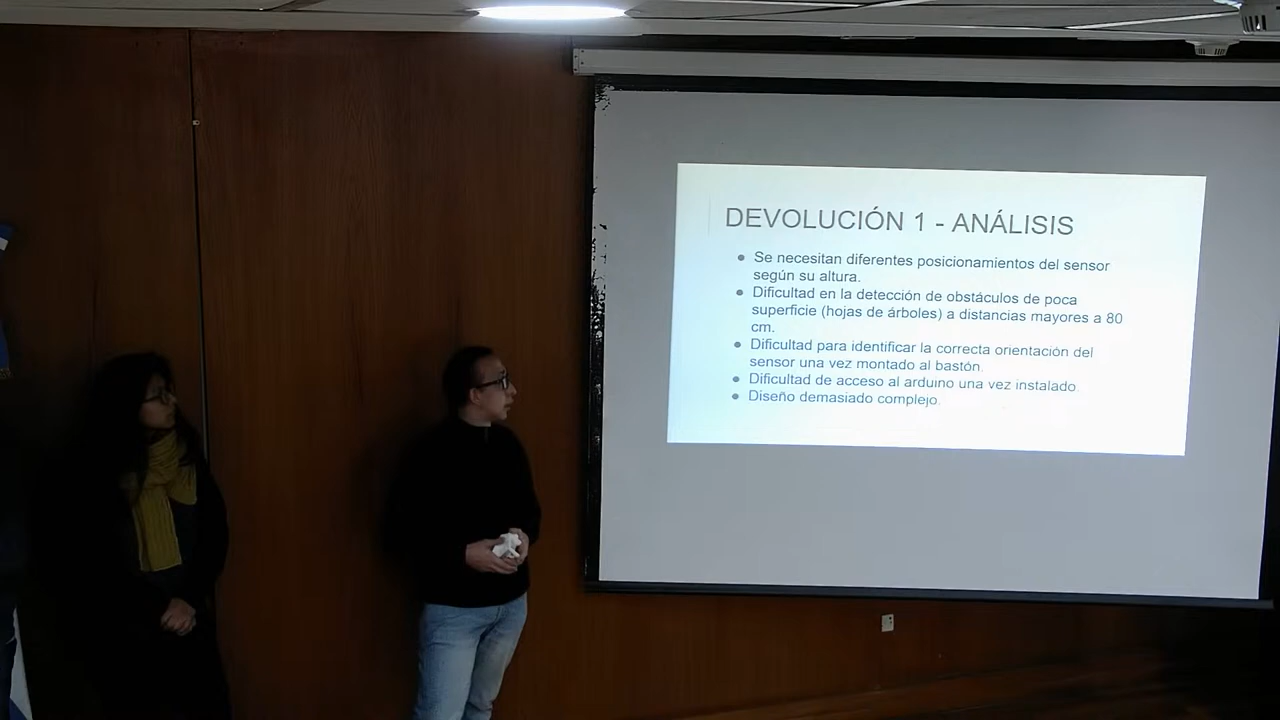 DEVOLUCIÓN 1 - ANÁLISIS
● Se necesitan diferentes posicionamientos del sensor
según su altura.
● Dificultad en la detección de obstáculos de poca
superficie (hojas de árboles) a distancias mayores a 80
cm.
● Dificultad para identificar la correcta orientación del
sensor una vez montado al bastón.
● Dificultad de acceso al arduino una vez instalado.
● Diseño demasiado complejo.